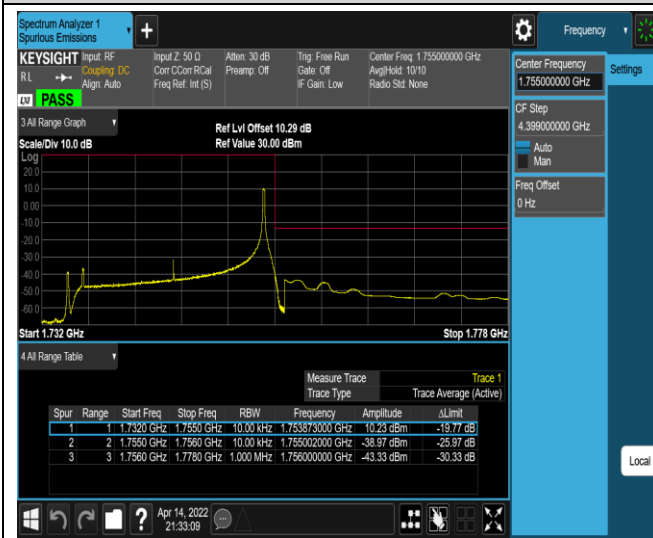 Spectrum Analyzer 1
Spurious Emissions
Frequency
KEYSIGHT
RL
Input: RF
Coupling: DC
Align: Auto
Input Z: 50 Ω
Corr CCorr RCal
Freq Ref: Int (S)
Atten: 30 dB
Preamp: Off
Trig: Free Run
Gate: Off
IF Gain: Low
Center Freq: 1.755000000 GHz
Avg|Hold: 10/10
Radio Std: None
PASS
Center Frequency
1.755000000 GHz
Settings
CF Step
4.399000000 GHz
Auto
Man
Freq Offset
0 Hz
3 All Range Graph
Scale/Div 10.0 dB
Ref Lvl Offset 10.29 dB
Ref Value 30.00 dBm
Log
20.0
10.0
0.00
-10.0
-20.0
-30.0
-40.0
-50.0
-60.0
Start 1.732 GHz
Stop 1.778 GHz
4 All Range Table
Measure Trace Trace 1
Trace Type Trace Average (Active)
Spur Range Start Freq Stop Freq RBW Frequency Amplitude ΔLimit
1 1 1.7320 GHz 1.7550 GHz 10.00 kHz 1.753873000 GHz 10.23 dBm -19.77 dB
2 2 1.7550 GHz 1.7560 GHz 10.00 kHz 1.755002000 GHz -38.97 dBm -25.97 dB
3 3 1.7560 GHz 1.7780 GHz 1.000 MHz 1.756000000 GHz -43.33 dBm -30.33 dB
Local
?
Apr 14, 2022
21:33:09